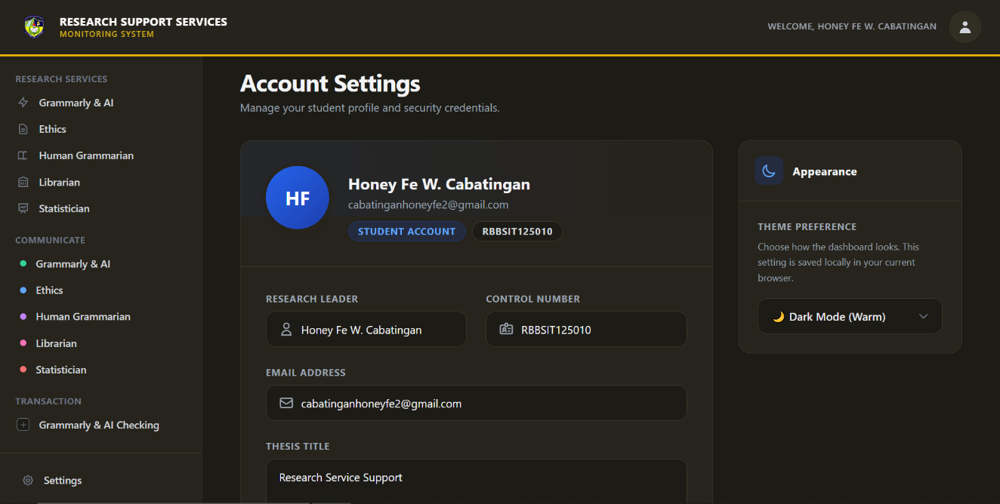 RESEARCH SUPPORT SERVICES
MONITORING SYSTEM
WELCOME, HONEY FE W. CABATINGAN
RESEARCH SERVICES
Grammarly & AI
Ethics
Human Grammarian
Librarian
Statistician
COMMUNICATE
Grammarly & AI
Ethics
Human Grammarian
Librarian
Statistician
TRANSACTION
Grammarly & AI Checking
Settings
Account Settings
Manage your student profile and security credentials.
HF
Honey Fe W. Cabatingan
cabatinganhoneyfe2@gmail.com
STUDENT ACCOUNT
RBBSIT125010
RESEARCH LEADER
Honey Fe W. Cabatingan
CONTROL NUMBER
RBBSIT125010
EMAIL ADDRESS
cabatinganhoneyfe2@gmail.com
THESIS TITLE
Research Service Support
Appearance
THEME PREFERENCE
Choose how the dashboard looks. This
setting is saved locally in your current
browser.
🌙 Dark Mode (Warm)